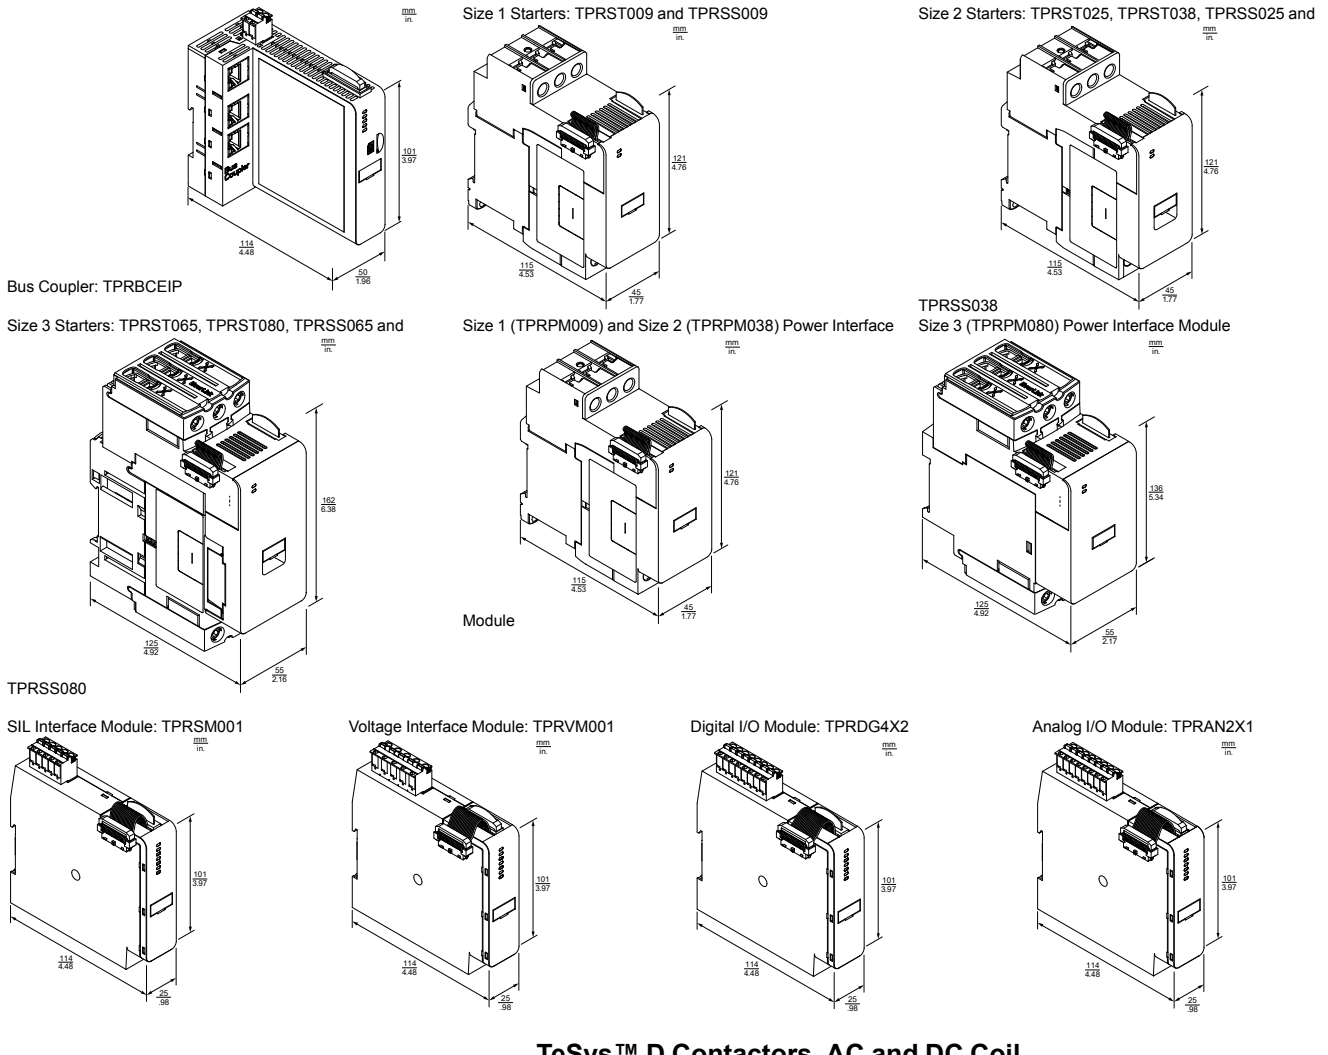 mm
in.
Size 1 Starters: TPRST009 and TPRSS009
mm
in.
Size 2 Starters: TPRST025, TPRST038, TPRSS025 and
mm
in.
Bus
Coupler
101
3.97
114
4.48
50
1.96
121
4.76
115
4.53
45
1.77
121
4.76
115
4.53
45
1.77
Bus Coupler: TPRBCEIP
TPRSS038
Size 3 Starters: TPRST065, TPRST080, TPRSS065 and
mm
in.
Size 1 (TPRPM009) and Size 2 (TPRPM038) Power Interface
mm
in.
Size 3 (TPRPM080) Power Interface Module
mm
in.
162
6.38
125
4.92
55
2.16
121
4.76
115
4.53
45
1.77
136
5.34
125
4.92
55
2.17
Module
TPRSS080
SIL Interface Module: TPRSM001
mm
in.
Voltage Interface Module: TPRVM001
mm
in.
Digital I/O Module: TPRDG4X2
mm
in.
Analog I/O Module: TPRAN2X1
mm
in.
101
3.97
114
4.48
25
.98
101
3.97
114
4.48
25
.98
101
3.97
114
4.48
25
.98
101
3.97
114
4.48
25
.98
TeSys™ D Contactors, AC and DC Coil